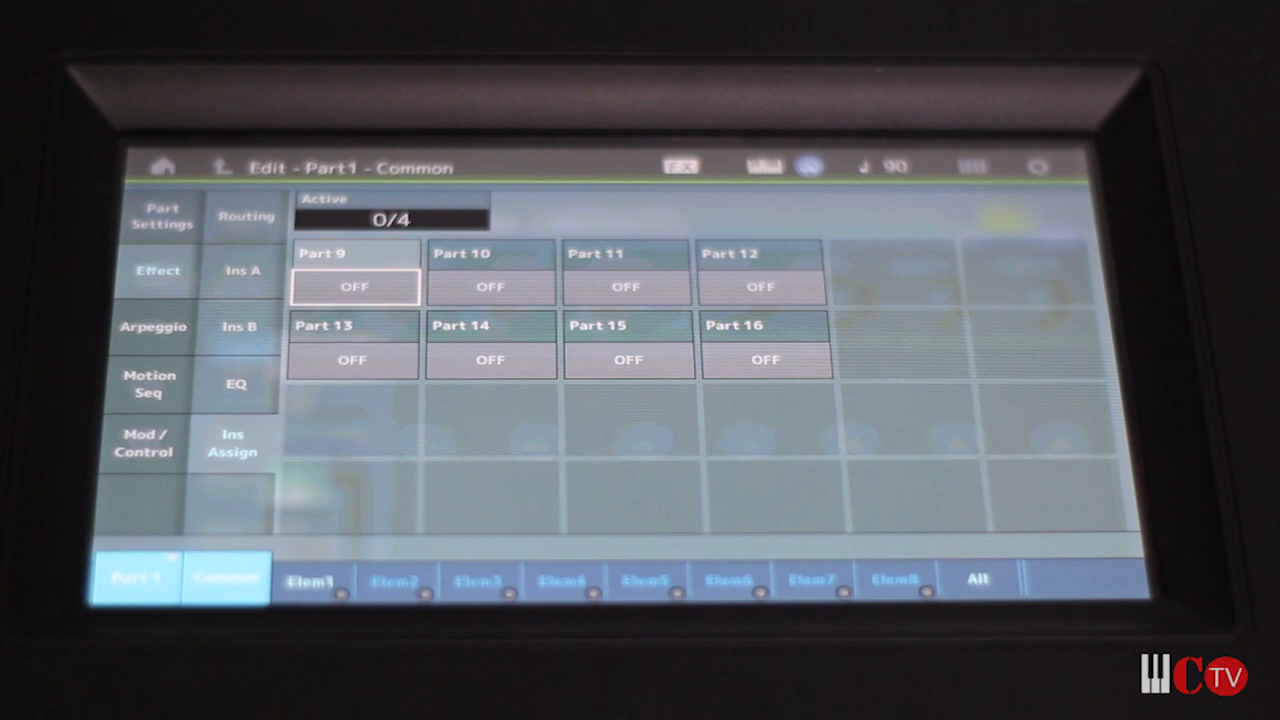 Edit - Part1 - Common
FX
90
Part
Settings
Routing
Active
0/4
Effect
Ins A
Part 9
Part 10
Part 11
Part 12
OFF
OFF
OFF
OFF
Arpeggio
Ins B
Part 13
Part 14
Part 15
Part 16
OFF
OFF
OFF
OFF
Motion
Seq
EQ
Mod /
Control
Ins
Assign
Part 1
Common
Elem1
Elem2
Elem3
Elem4
Elem5
Elem6
Elem7
Elem8
All
CTV